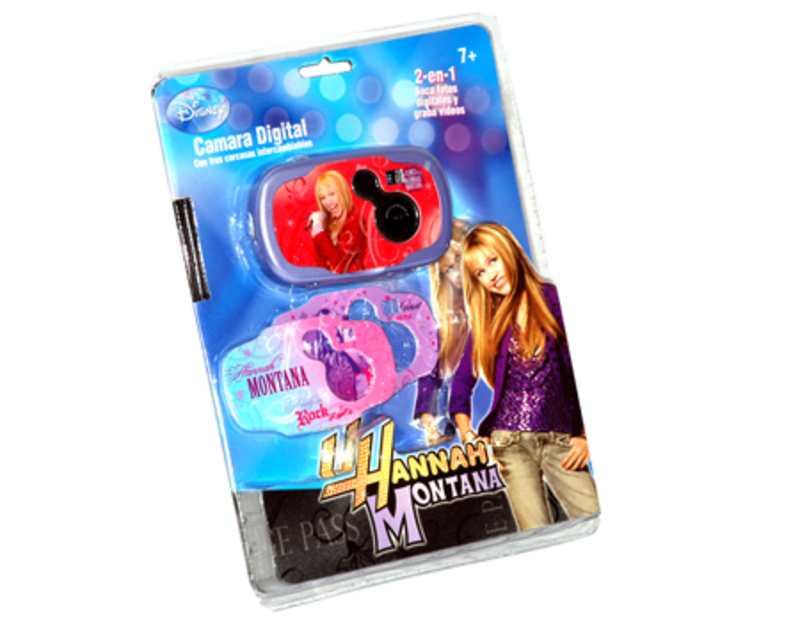 7+
DISNEY
2-en-1
Saca fotos
digitales y
graba videos
Camara Digital
Con tres carcasas intercambiables
Hannah
MONTANA
Rock
HANNAH
MONTANA
E PASS